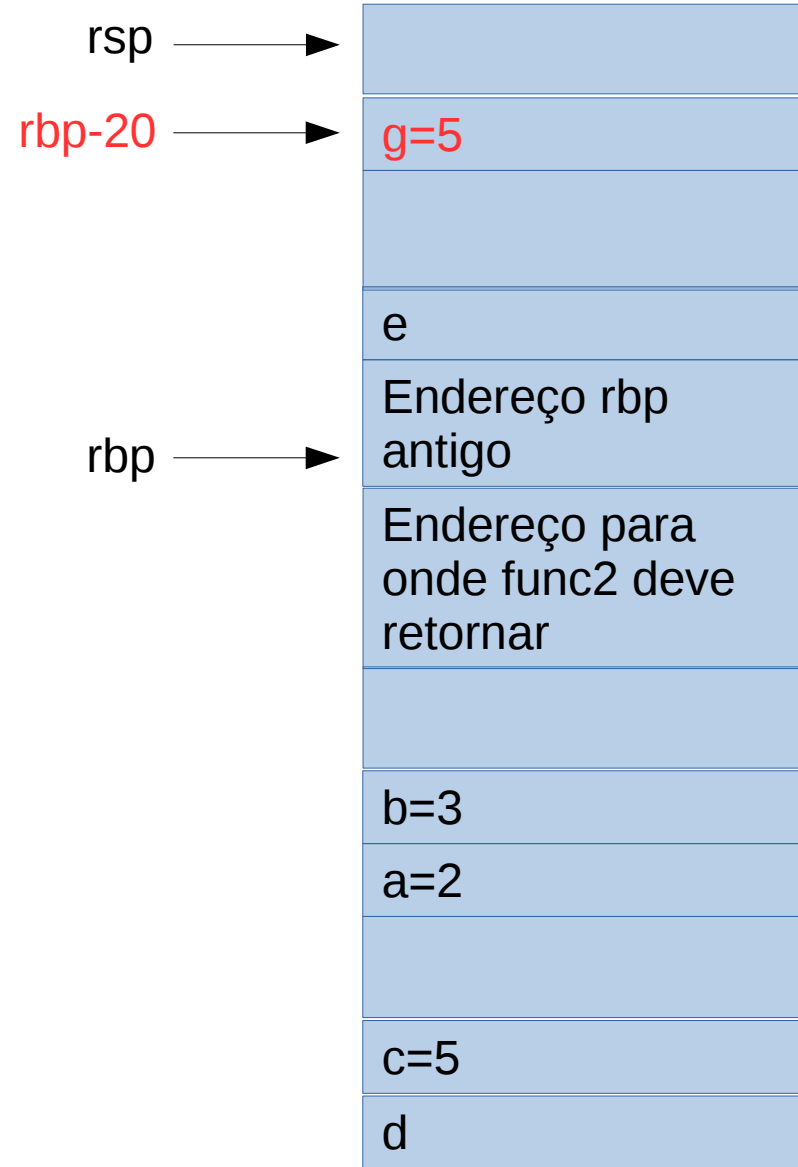 rsp
rbp-20
g=5
e
Endereço rbp
antigo
rbp
Endereço para
onde func2 deve
retornar
b=3
a=2
c=5
d